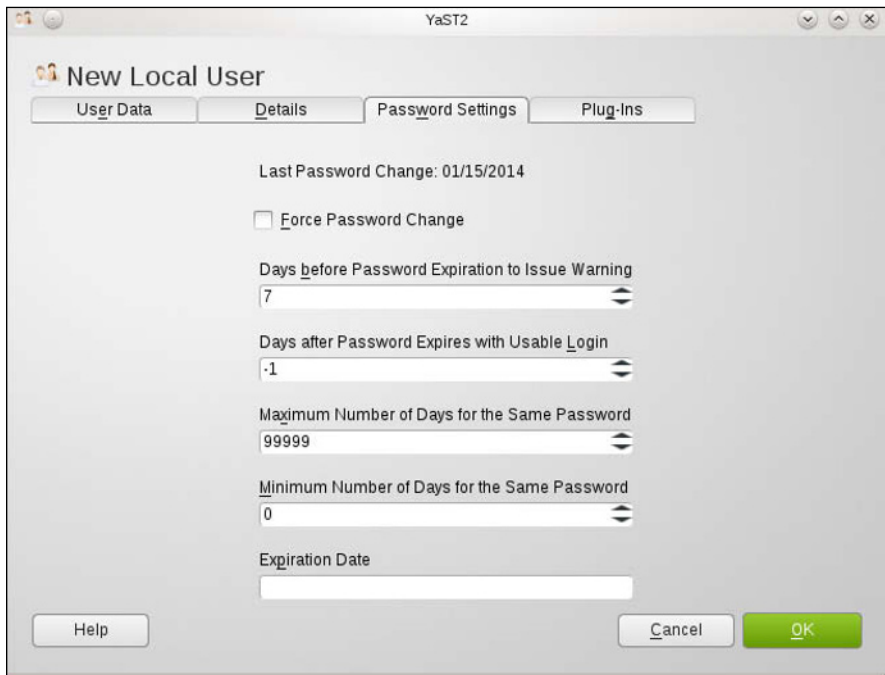 YaST2
New Local User
User Data
Details
Password Settings
Plug-Ins
Last Password Change: 01/15/2014
Force Password Change
Days before Password Expiration to Issue Warning
7
Days after Password Expires with Usable Login
-1
Maximum Number of Days for the Same Password
99999
Minimum Number of Days for the Same Password
0
Expiration Date
Help
Cancel
OK